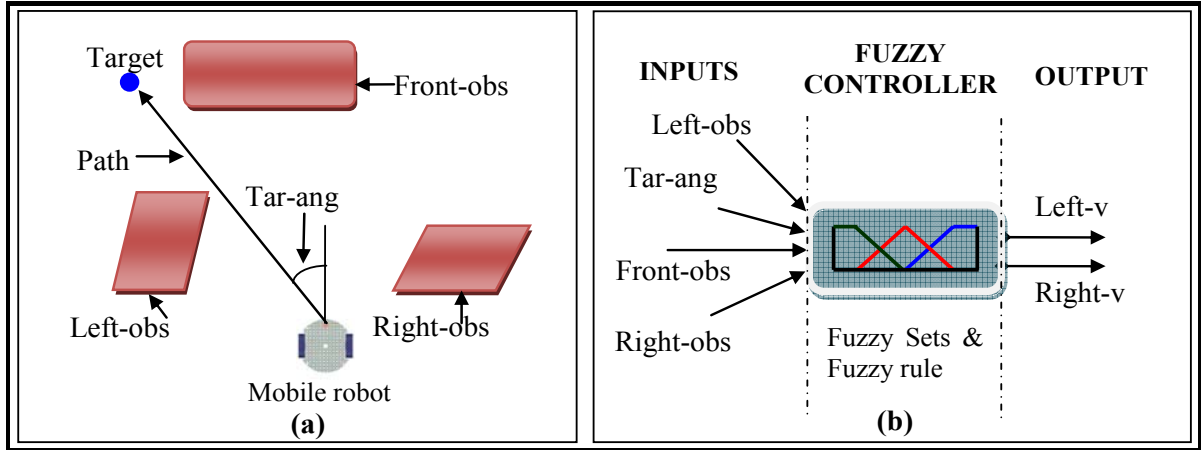 Target
Front-obs
Path
Tar-ang
Left-obs
Right-obs
Mobile robot
(a)
INPUTS
FUZZY
CONTROLLER
OUTPUT
Left-obs
Tar-ang
Front-obs
Right-obs
Left-v
Right-v
Fuzzy Sets &
Fuzzy rule
(b)